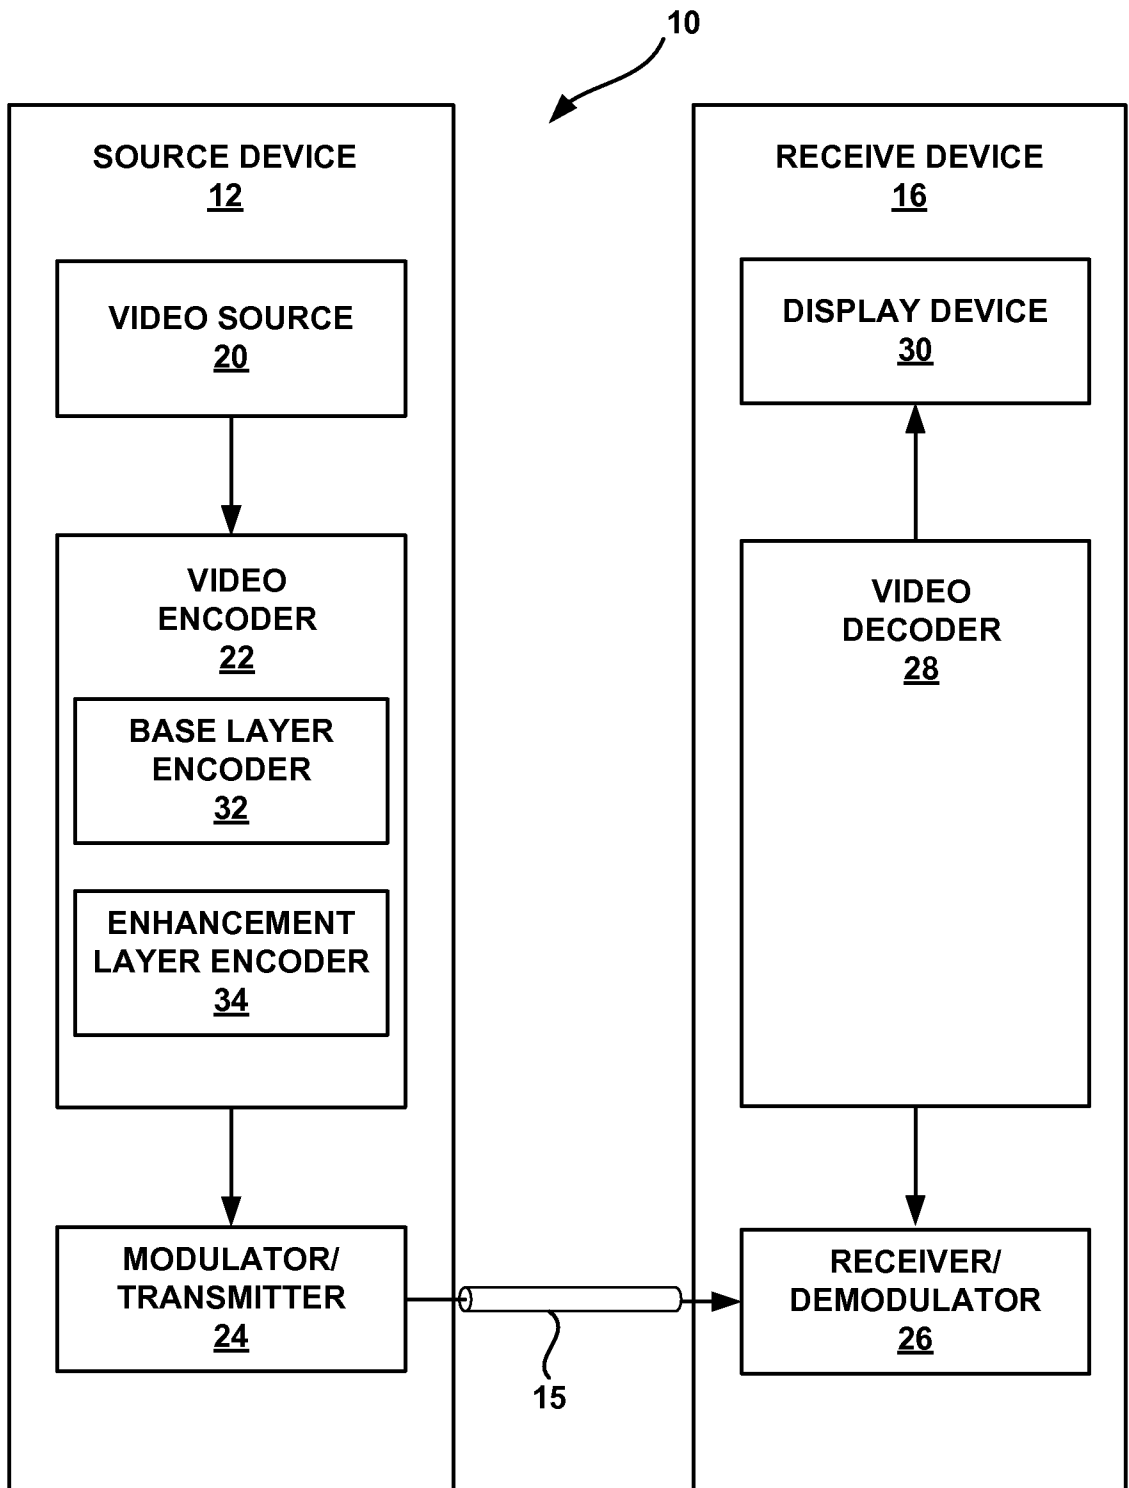 10
SOURCE DEVICE
12
VIDEO SOURCE
20
VIDEO
ENCODER
22
BASE LAYER
ENCODER
32
ENHANCEMENT
LAYER ENCODER
34
MODULATOR/
TRANSMITTER
24
15
RECEIVE DEVICE
16
DISPLAY DEVICE
30
VIDEO
DECODER
28
RECEIVER/
DEMODULATOR
26